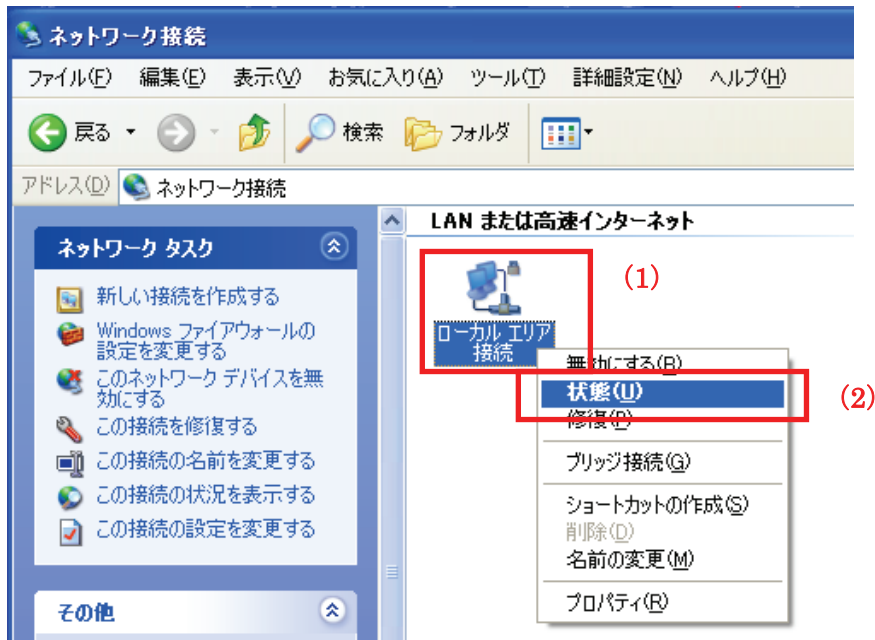 ネットワーク接続
ファイル(F) 編集(E) 表示(V) お気に入り(A) ツール(T) 詳細設定(N) ヘルプ(H)
戻る 検索 フォルダ
アドレス(D) ネットワーク接続
ネットワーク タスク
新しい接続を作成する
Windows ファイアウォールの
設定を変更する
このネットワーク デバイスを無
効にする
この接続を修復する
この接続の名前を変更する
この接続の状況を表示する
この接続の設定を変更する
その他
LAN または高速インターネット
(1)
ローカル エリア
接続
無効にする(B)
状態(U)
(2)
修復(P)
ブリッジ接続(G)
ショートカットの作成(S)
削除(D)
名前の変更(M)
プロパティ(R)